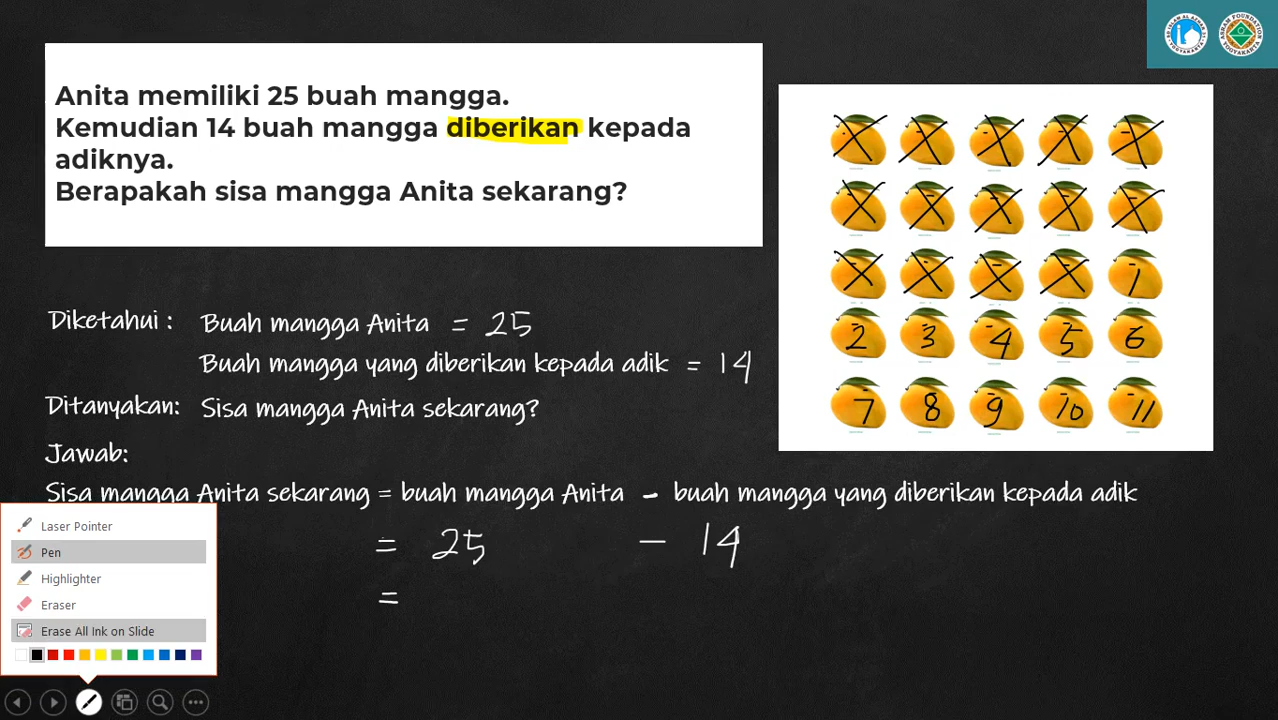 Anita memiliki 25 buah mangga.
Kemudian 14 buah mangga diberikan kepada
adiknya.
Berapakah sisa mangga Anita sekarang?
Diketahui : Buah mangga Anita = 25
Buah mangga yang diberikan kepada adik = 14
Ditanyakan: Sisa mangga Anita sekarang?
Jawab:
Sisa mangga Anita sekarang = buah mangga Anita - buah mangga yang diberikan kepada adik
= 25 - 14
=
1
2 3 4 5 6
7 8 9 10 11
Laser Pointer
Pen
Highlighter
Eraser
Erase All Ink on Slide